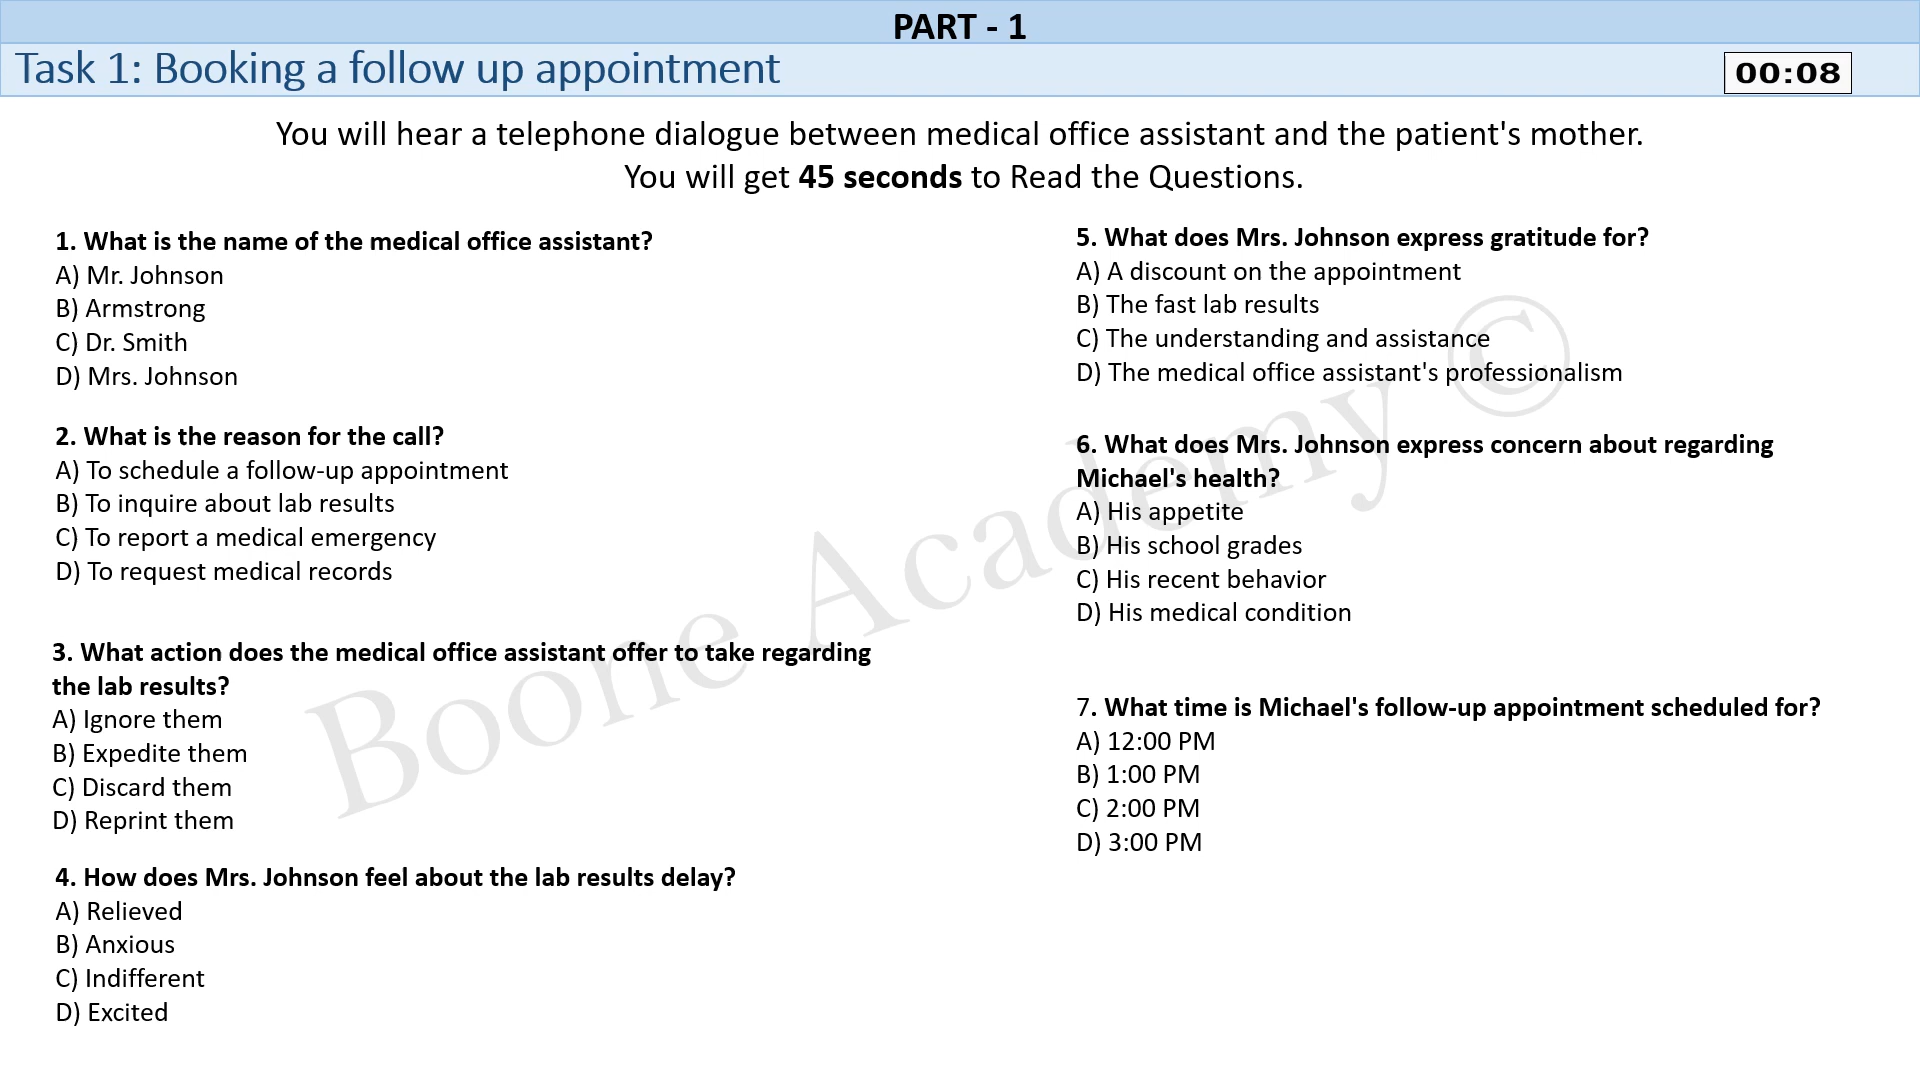 PART - 1
Task 1: Booking a follow up appointment
00:08
You will hear a telephone dialogue between medical office assistant and the patient's mother.
You will get 45 seconds to Read the Questions.
1. What is the name of the medical office assistant?
A) Mr. Johnson
B) Armstrong
C) Dr. Smith
D) Mrs. Johnson
2. What is the reason for the call?
A) To schedule a follow-up appointment
B) To inquire about lab results
C) To report a medical emergency
D) To request medical records
3. What action does the medical office assistant offer to take regarding
the lab results?
A) Ignore them
B) Expedite them
C) Discard them
D) Reprint them
4. How does Mrs. Johnson feel about the lab results delay?
A) Relieved
B) Anxious
C) Indifferent
D) Excited
5. What does Mrs. Johnson express gratitude for?
A) A discount on the appointment
B) The fast lab results
C) The understanding and assistance
D) The medical office assistant's professionalism
6. What does Mrs. Johnson express concern about regarding
Michael's health?
A) His appetite
B) His school grades
C) His recent behavior
D) His medical condition
7. What time is Michael's follow-up appointment scheduled for?
A) 12:00 PM
B) 1:00 PM
C) 2:00 PM
D) 3:00 PM
Boone Academy ©